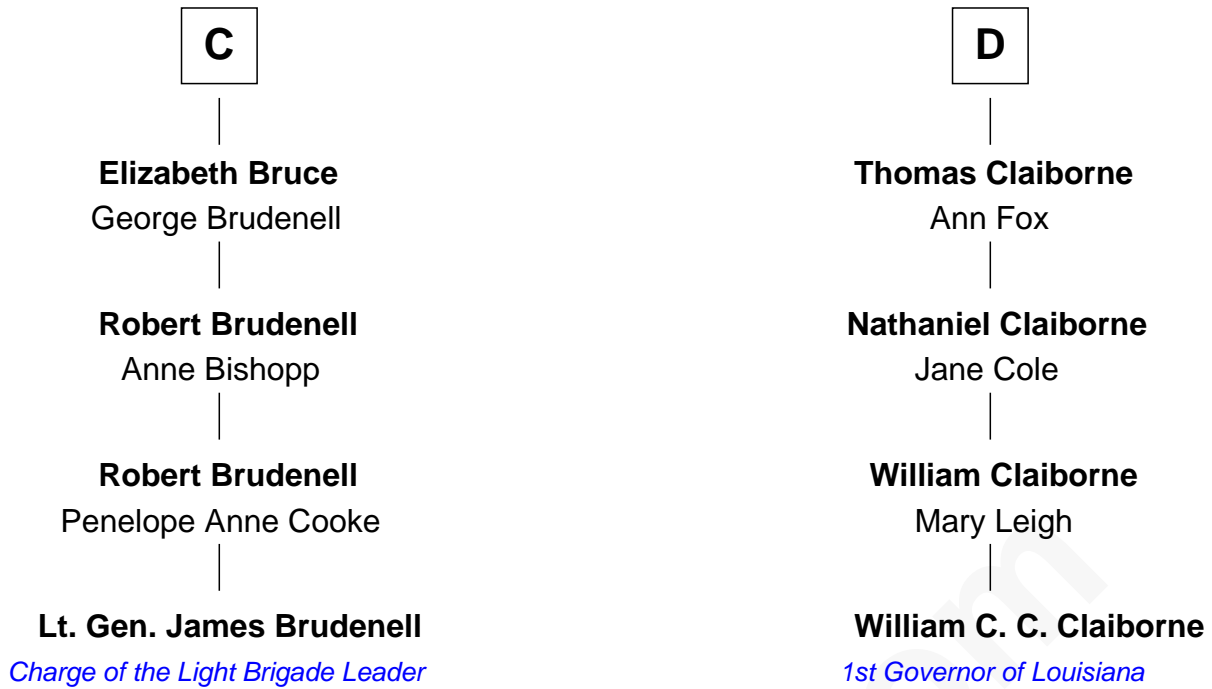 C
D
Elizabeth Bruce
George Brudenell
Thomas Claiborne
Ann Fox
Robert Brudenell
Anne Bishopp
Nathaniel Claiborne
Jane Cole
Robert Brudenell
Penelope Anne Cooke
William Claiborne
Mary Leigh
Lt. Gen. James Brudenell
Charge of the Light Brigade Leader
William C. C. Claiborne
1st Governor of Louisiana